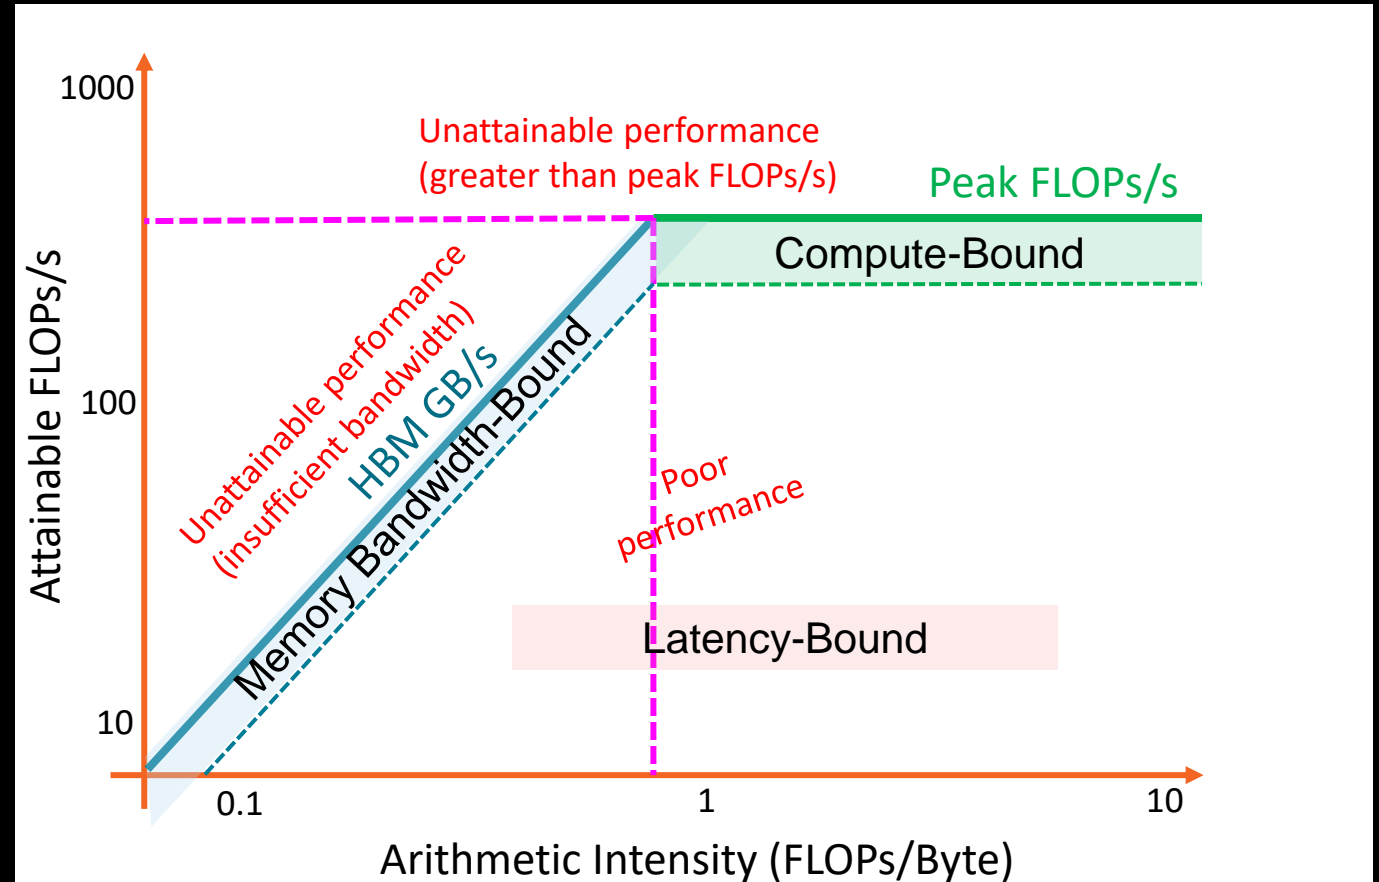 1000
Unattainable performance
(greater than peak FLOPs/s)
Peak FLOPs/s
Compute-Bound
Unattainable performance
(insufficient bandwidth)
HBM GB/s
Memory Bandwidth-Bound
Attainable FLOPs/s
100
Poor
performance
Latency-Bound
10
0.1
1
10
Arithmetic Intensity (FLOPs/Byte)